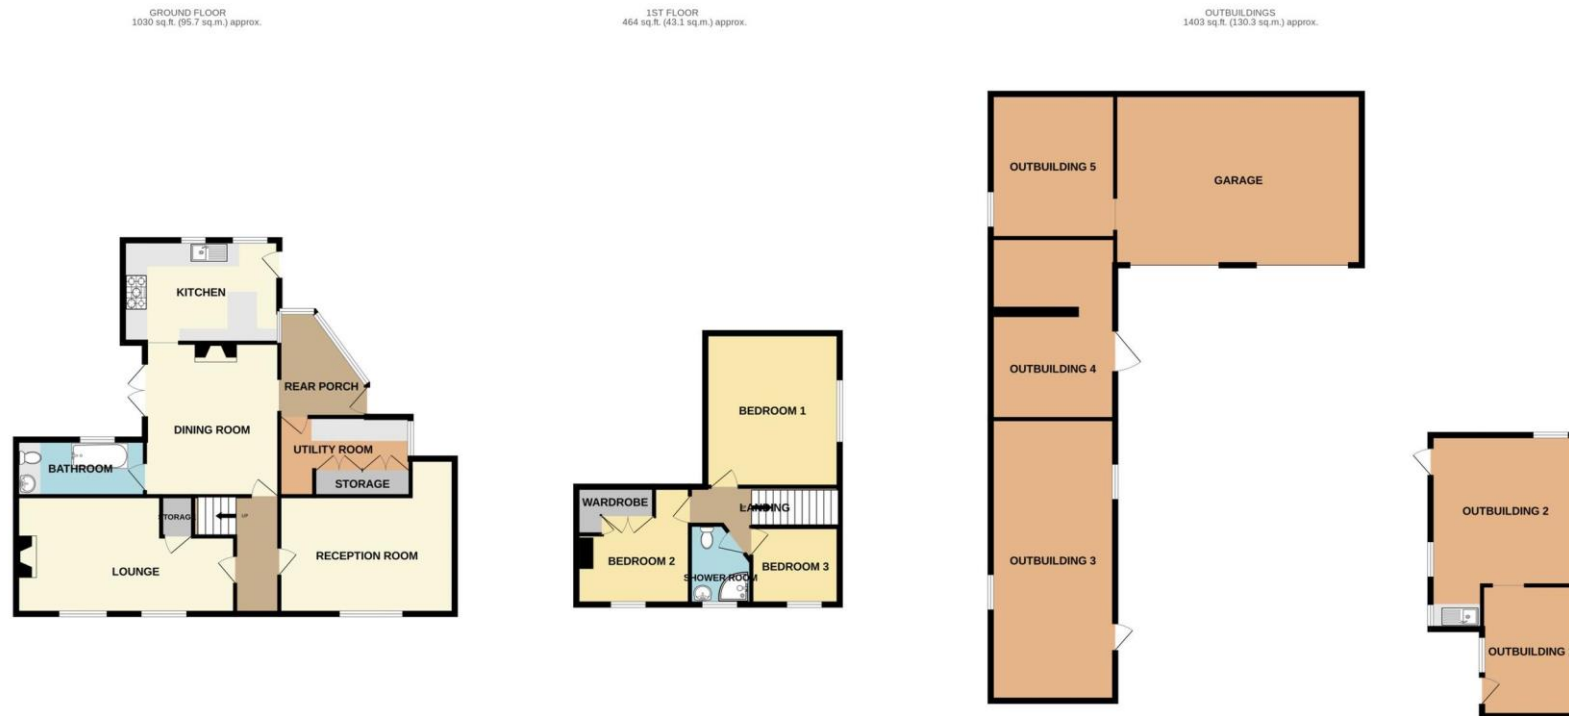 GROUND FLOOR
1030 sq.ft. (95.7 sq.m.) approx.
KITCHEN
REAR PORCH
DINING ROOM
UTILITY ROOM
BATHROOM
STORAGE
STORAGE
UP
RECEPTION ROOM
LOUNGE
1ST FLOOR
464 sq.ft. (43.1 sq.m.) approx.
BEDROOM 1
WARDROBE
LANDING
BEDROOM 2
BEDROOM 3
SHOWER ROOM
OUTBUILDINGS
1403 sq.ft. (130.3 sq.m.) approx.
OUTBUILDING 5
GARAGE
OUTBUILDING 4
OUTBUILDING 3
OUTBUILDING 2
OUTBUILDING